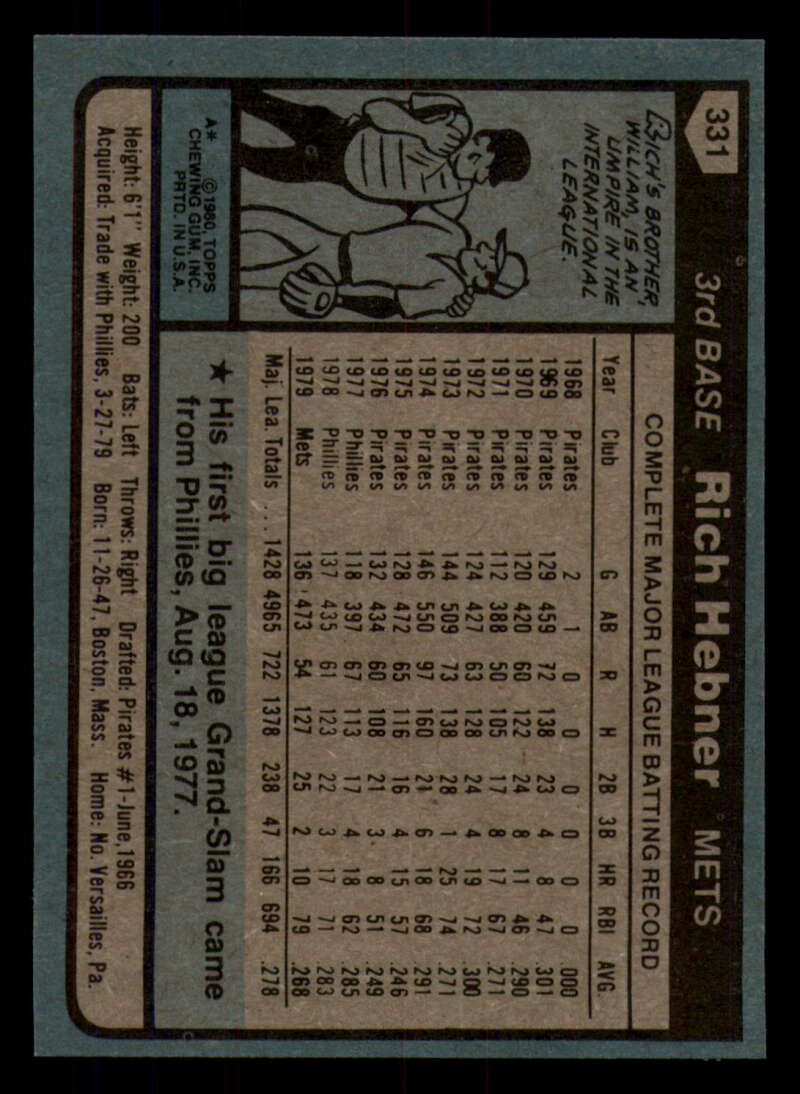 331
3rd BASE Rich Hebner METS
RICH'S BROTHER,
WILLIAM, IS AN
UMPIRE IN THE
INTERNATIONAL
LEAGUE.
A* © 1980, TOPPS
CHEWING GUM, INC.
PRTD. IN U.S.A.
COMPLETE MAJOR LEAGUE BATTING RECORD
Year Club G AB R H 2B 3B HR RBI AVG.
1968 Pirates 2 1 0 0 0 0 0 0 .000
1969 Pirates 129 459 72 138 23 4 8 47 .301
1970 Pirates 120 420 60 122 24 8 11 46 .290
1971 Pirates 112 388 50 105 17 8 17 67 .271
1972 Pirates 124 427 63 128 24 4 19 72 .300
1973 Pirates 144 509 73 138 28 1 25 74 .271
1974 Pirates 146 550 97 160 21 6 18 68 .291
1975 Pirates 128 472 65 116 16 4 15 57 .246
1976 Pirates 132 434 60 108 21 3 8 51 .249
1977 Phillies 118 397 67 113 17 4 18 62 .285
1978 Phillies 137 435 61 123 22 3 17 71 .283
1979 Mets 136 473 54 127 25 2 10 79 .268
Maj. Lea. Totals ... 1428 4965 722 1378 238 47 166 694 .278
★ His first big league Grand-Slam came
from Phillies, Aug. 18, 1977.
Height: 6'1" Weight: 200 Bats: Left Throws: Right Drafted: Pirates #1-June, 1966
Acquired: Trade with Phillies, 3-27-79 Born: 11-26-47, Boston, Mass. Home: No. Versailles, Pa.